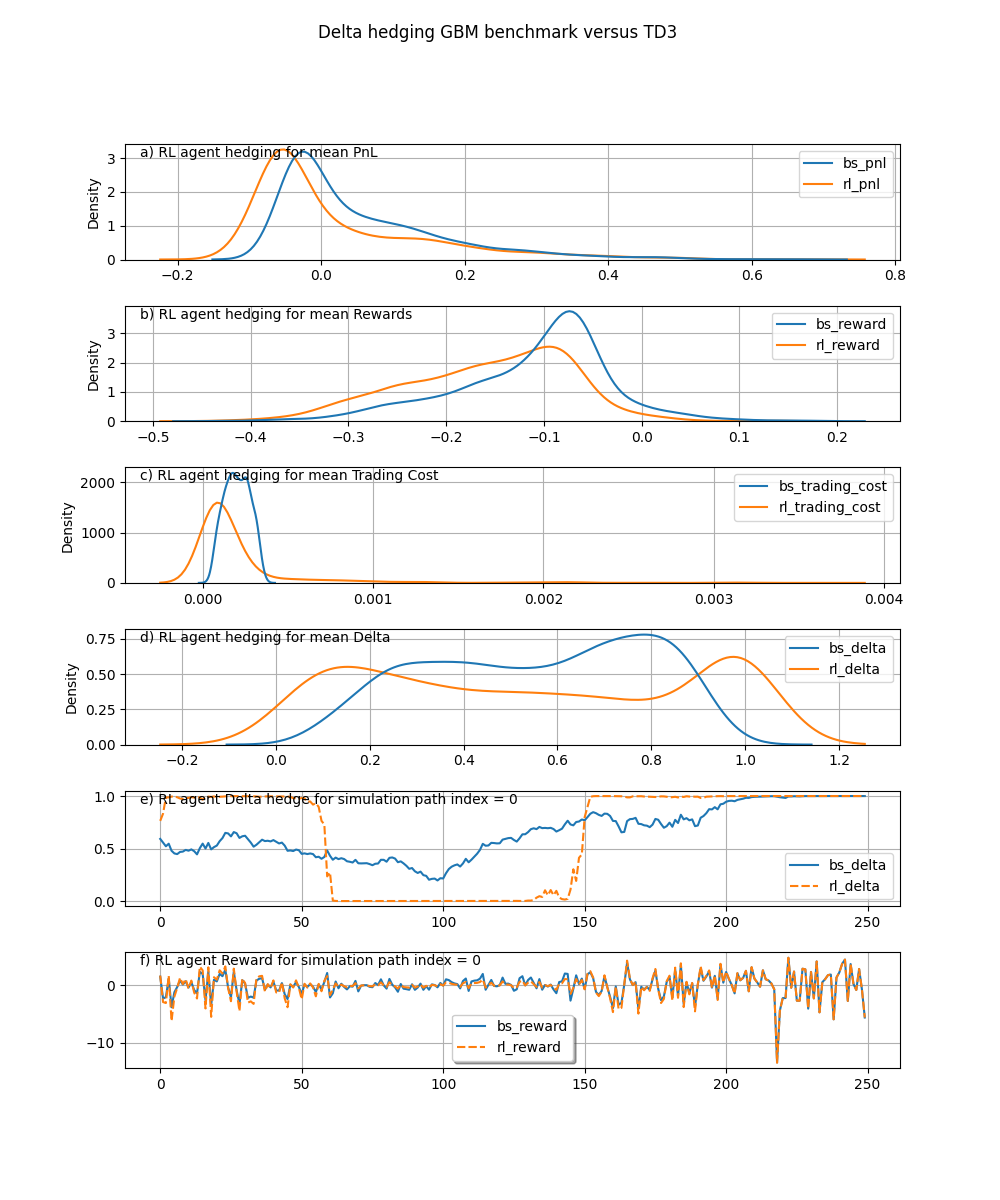 Delta hedging GBM benchmark versus TD3
a) RL agent hedging for mean PnL
bs_pnl
rl_pnl
Density
3
2
1
0
−0.2 0.0 0.2 0.4 0.6 0.8
b) RL agent hedging for mean Rewards
bs_reward
rl_reward
Density
3
2
1
0
−0.5 −0.4 −0.3 −0.2 −0.1 0.0 0.1 0.2
c) RL agent hedging for mean Trading Cost
bs_trading_cost
rl_trading_cost
Density
2000
1000
0
0.000 0.001 0.002 0.003 0.004
d) RL agent hedging for mean Delta
bs_delta
rl_delta
Density
0.75
0.50
0.25
0.00
−0.2 0.0 0.2 0.4 0.6 0.8 1.0 1.2
e) RL agent Delta hedge for simulation path index = 0
1.0
0.5
0.0
bs_delta
rl_delta
0 50 100 150 200 250
f) RL agent Reward for simulation path index = 0
0
−10
bs_reward
rl_reward
0 50 100 150 200 250